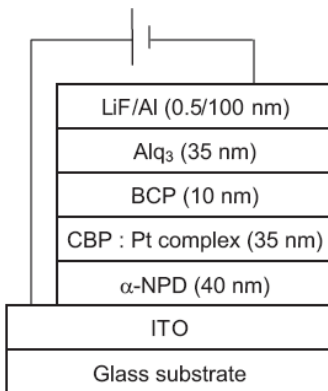 LiF/Al (0.5/100 nm)
Alq₃ (35 nm)
BCP (10 nm)
CBP : Pt complex (35 nm)
α-NPD (40 nm)
ITO
Glass substrate